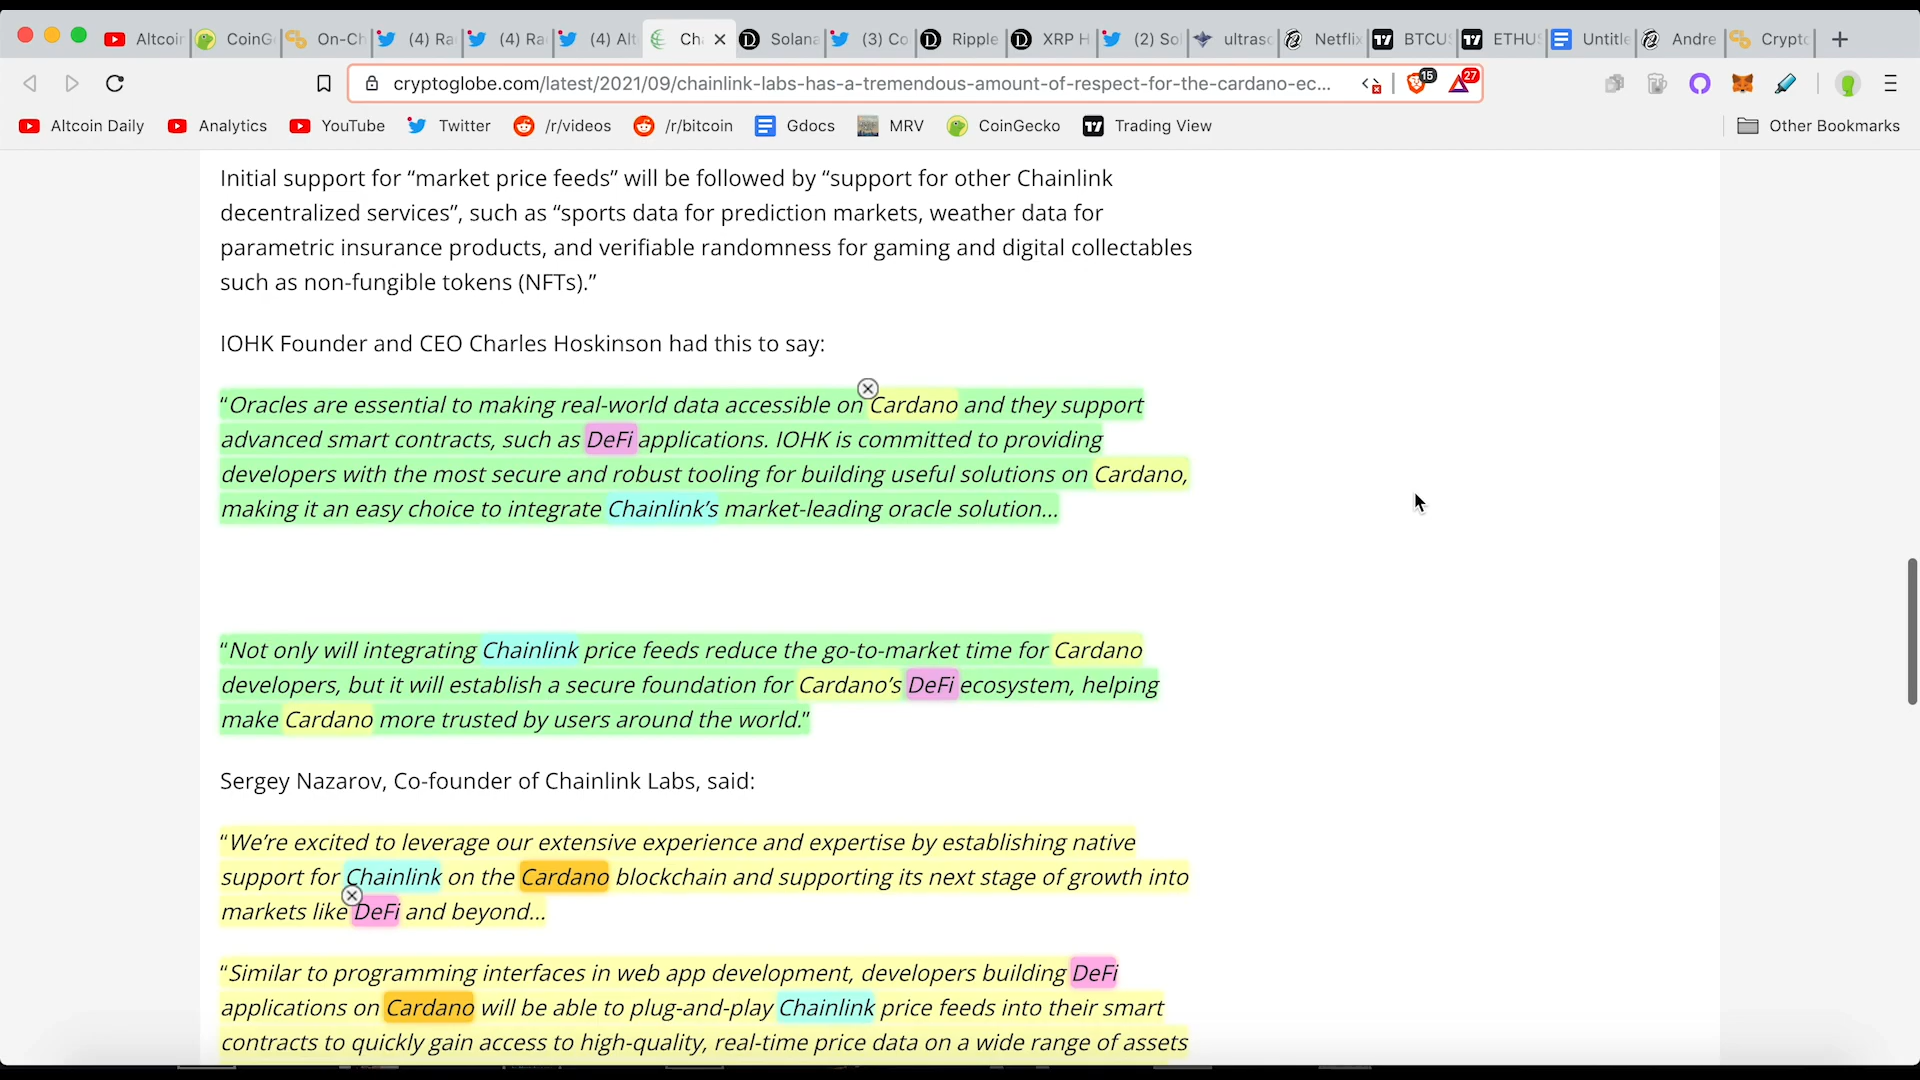 Altcoin
CoinG
On-Ch
(4) Ra
(4) Ra
(4) Alt
Ch
Solana
(3) Co
Ripple
XRP H
(2) So
ultraso
Netflix
BTCUS
ETHUS
Untitle
Andre
Crypto
cryptoglobe.com/latest/2021/09/chainlink-labs-has-a-tremendous-amount-of-respect-for-the-cardano-ec...
15
27
Altcoin Daily
Analytics
YouTube
Twitter
/r/videos
/r/bitcoin
Gdocs
MRV
CoinGecko
Trading View
Other Bookmarks
Initial support for “market price feeds” will be followed by “support for other Chainlink
decentralized services”, such as “sports data for prediction markets, weather data for
parametric insurance products, and verifiable randomness for gaming and digital collectables
such as non-fungible tokens (NFTs).”
IOHK Founder and CEO Charles Hoskinson had this to say:
“Oracles are essential to making real-world data accessible on Cardano and they support
advanced smart contracts, such as DeFi applications. IOHK is committed to providing
developers with the most secure and robust tooling for building useful solutions on Cardano,
making it an easy choice to integrate Chainlink’s market-leading oracle solution...
“Not only will integrating Chainlink price feeds reduce the go-to-market time for Cardano
developers, but it will establish a secure foundation for Cardano’s DeFi ecosystem, helping
make Cardano more trusted by users around the world.”
Sergey Nazarov, Co-founder of Chainlink Labs, said:
“We’re excited to leverage our extensive experience and expertise by establishing native
support for Chainlink on the Cardano blockchain and supporting its next stage of growth into
markets like DeFi and beyond...
“Similar to programming interfaces in web app development, developers building DeFi
applications on Cardano will be able to plug-and-play Chainlink price feeds into their smart
contracts to quickly gain access to high-quality, real-time price data on a wide range of assets